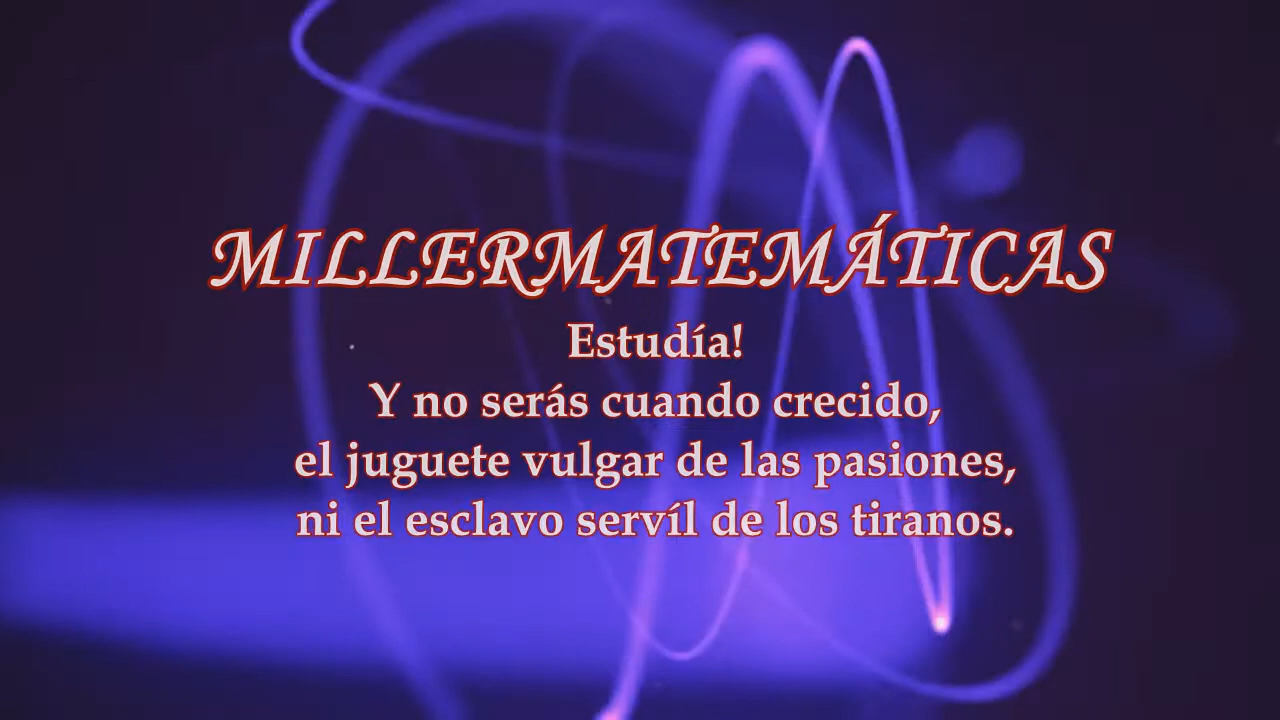 MILLERMATEMÁTICAS
Estudía!
Y no serás cuando crecido,
el juguete vulgar de las pasiones,
ni el esclavo servíl de los tiranos.